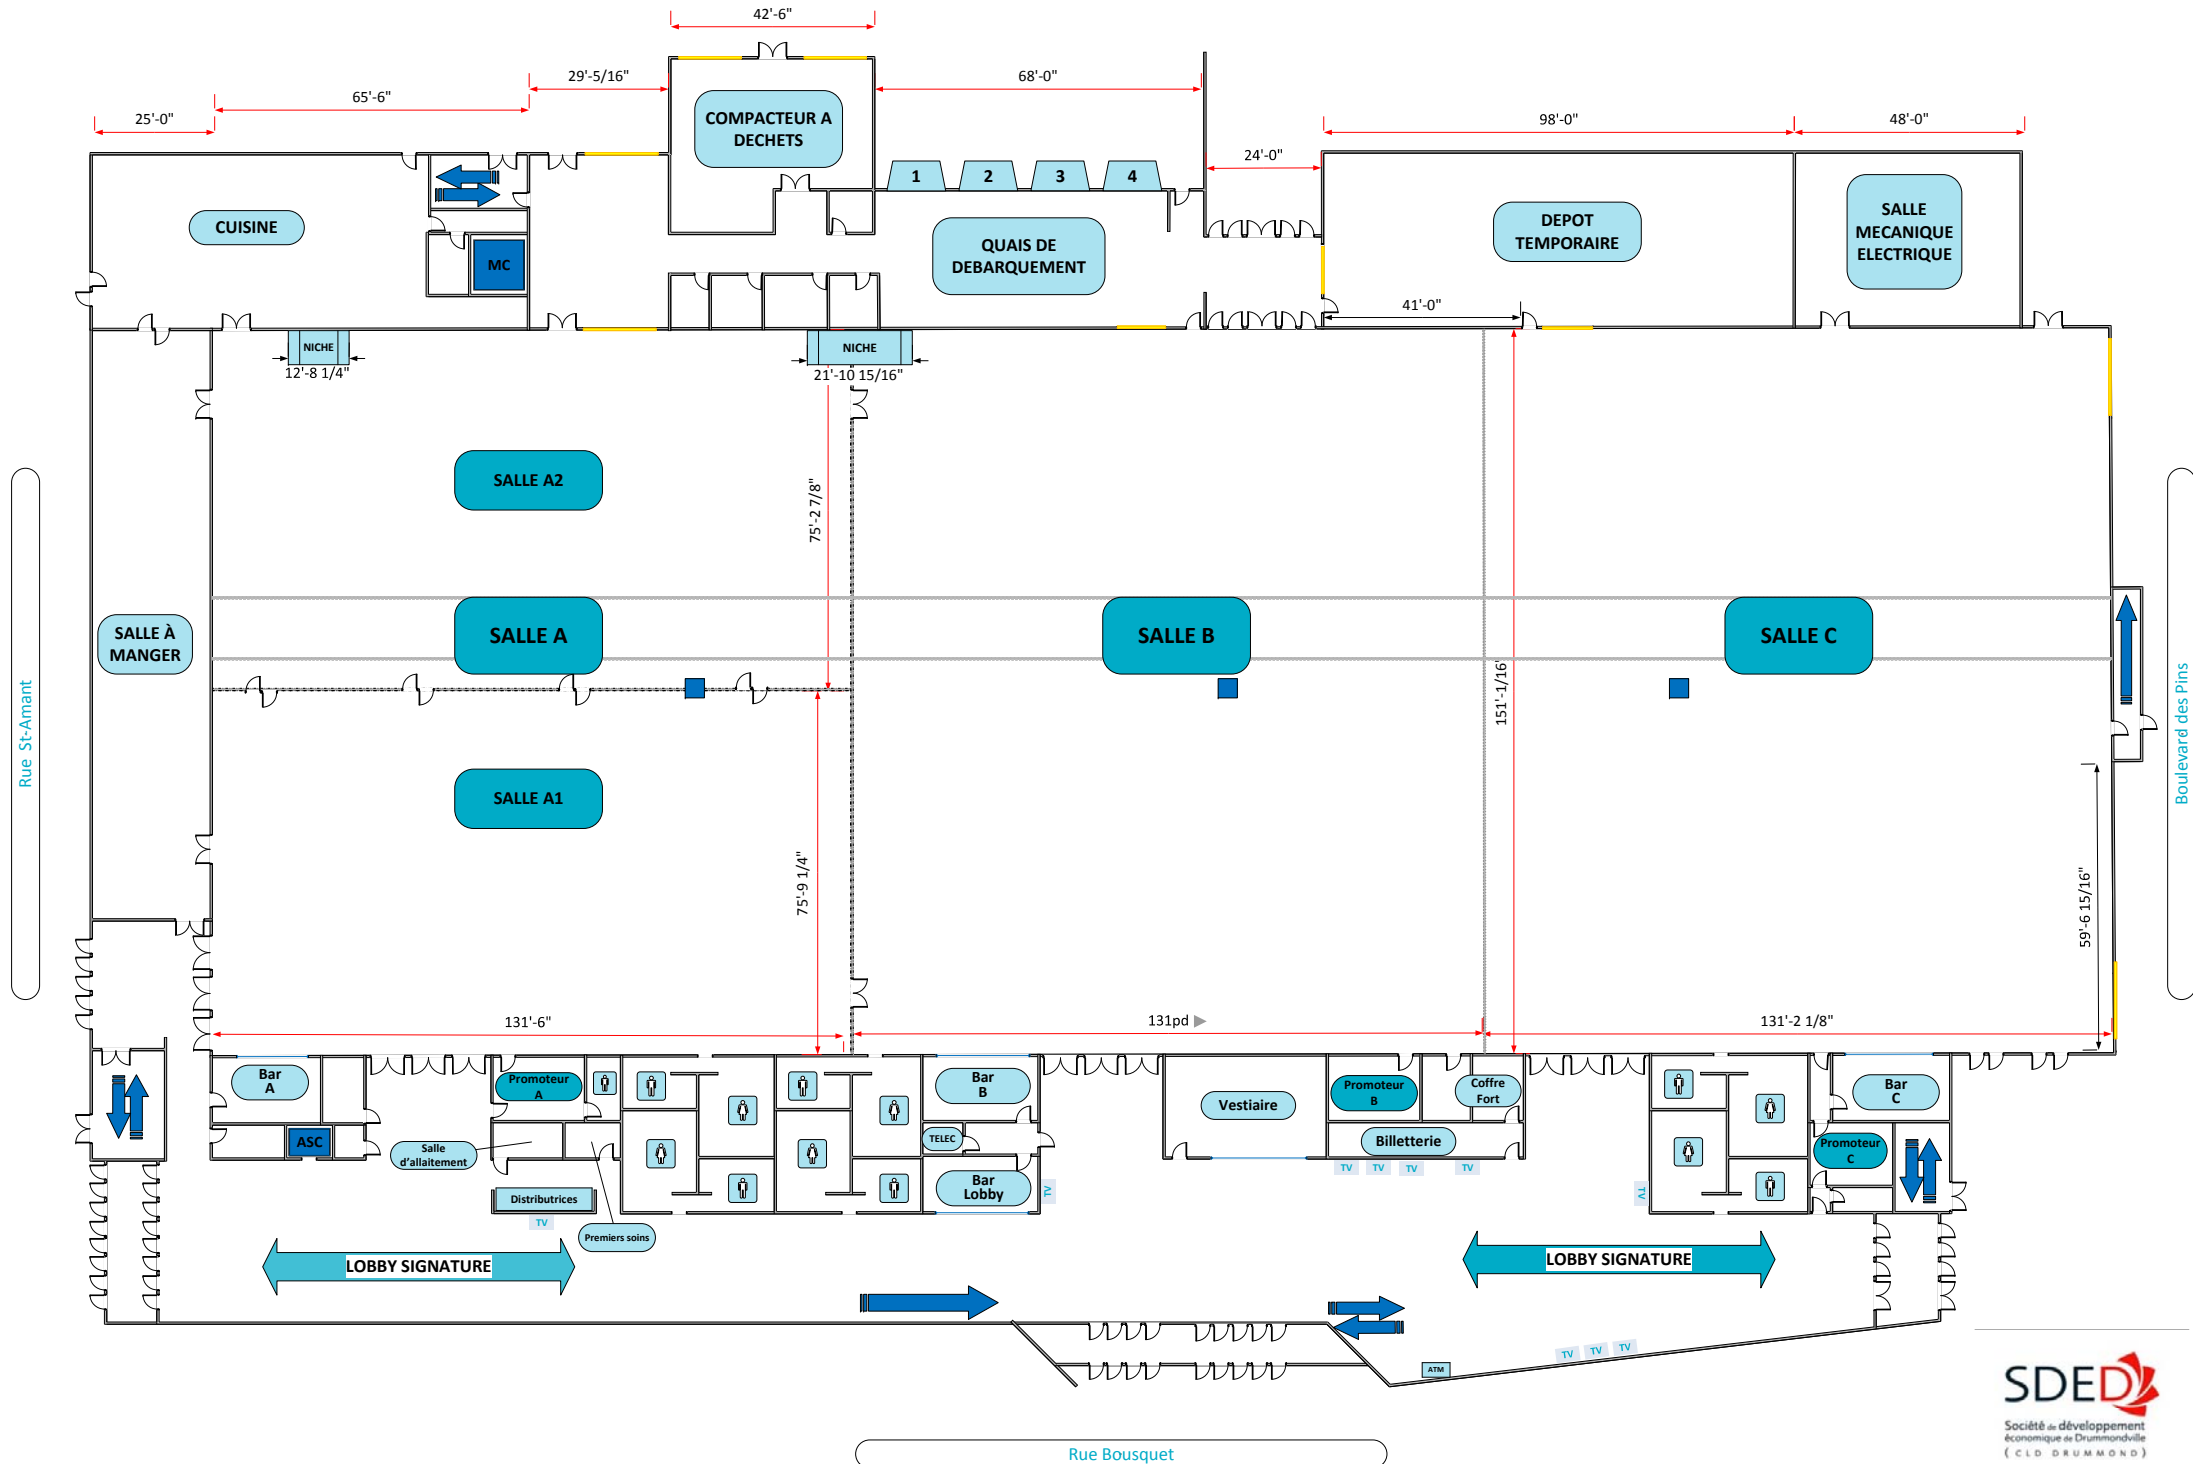 42'-6"
29'-5/16"
68'-0"
65'-6"
25'-0"
98'-0"
48'-0"
24'-0"
COMPACTEUR A
DECHETS
1
2
3
4
CUISINE
MC
QUAIS DE
DEBARQUEMENT
DEPOT
TEMPORAIRE
SALLE
MECANIQUE
ELECTRIQUE
41'-0"
NICHE
12'-8 1/4"
NICHE
21'-10 15/16"
SALLE A2
75'-2 7/8"
SALLE À
MANGER
SALLE A
SALLE B
SALLE C
151'-1/16'
Rue St-Amant
Boulevard des Pins
SALLE A1
75'-9 1/4"
59'-6 15/16"
131'-6"
131pd
131'-2 1/8"
Bar
A
Promoteur
A
Bar
B
Vestiaire
Promoteur
B
Coffre
Fort
Bar
C
ASC
Salle
d'allaitement
TELEC
Billetterie
Promoteur
C
TV
TV
TV
TV
Distributrices
Bar
Lobby
TV
TV
TV
Premiers soins
LOBBY SIGNATURE
LOBBY SIGNATURE
TV
TV
TV
ATM
SDED
Société de développement
économique de Drummondville
( CLD DRUMMOND )
Rue Bousquet